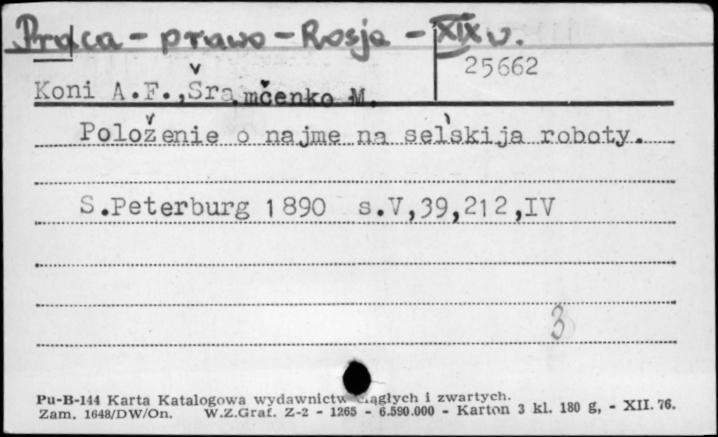 Praca - prawo - Rosja - XIX w.
25662
Koni A.F., Šramčenko M.
Položenie o najme na sel'skija roboty.
S.Peterburg 1890 s.V,39,212,IV
3
Pu-B-144 Karta Katalogowa wydawnictw ciągłych i zwartych.
Zam. 1648/DW/On. W.Z.Graf. Z-2 - 1265 - 6.590.000 - Karton 3 kl. 180 g, - XII. 76.